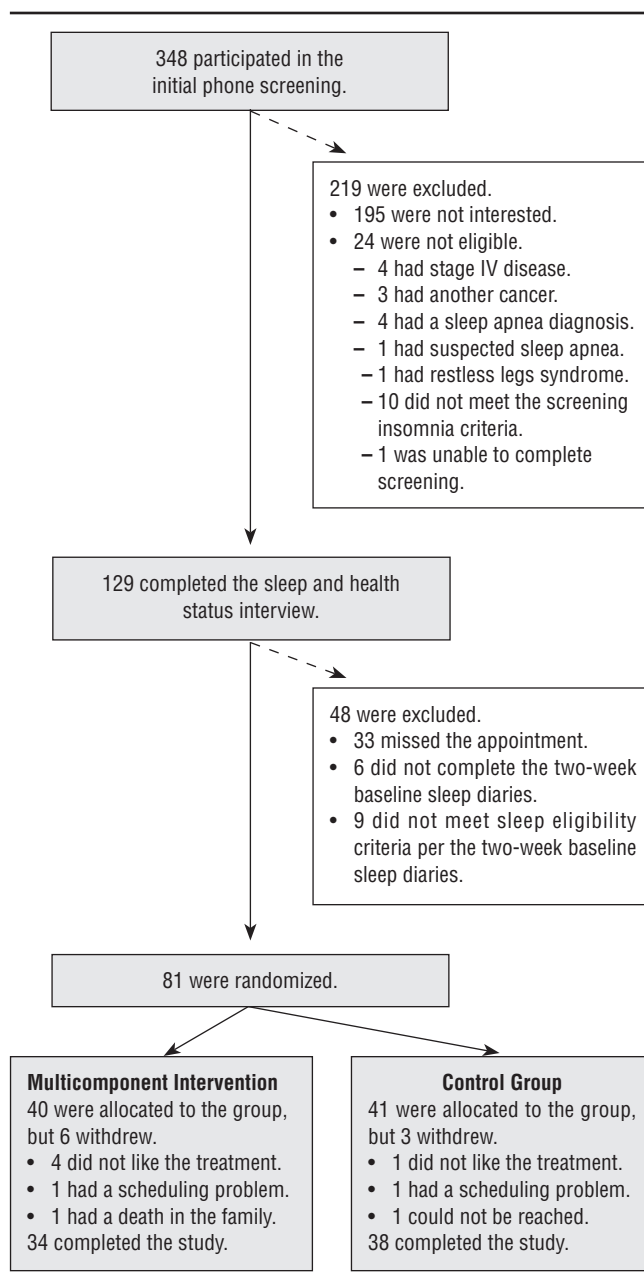 348 participated in the
initial phone screening.
219 were excluded.
• 195 were not interested.
• 24 were not eligible.
– 4 had stage IV disease.
– 3 had another cancer.
– 4 had a sleep apnea diagnosis.
– 1 had suspected sleep apnea.
– 1 had restless legs syndrome.
– 10 did not meet the screening
insomnia criteria.
– 1 was unable to complete
screening.
129 completed the sleep and health
status interview.
48 were excluded.
• 33 missed the appointment.
• 6 did not complete the two-week
baseline sleep diaries.
• 9 did not meet sleep eligibility
criteria per the two-week baseline
sleep diaries.
81 were randomized.
Multicomponent Intervention
40 were allocated to the group,
but 6 withdrew.
• 4 did not like the treatment.
• 1 had a scheduling problem.
• 1 had a death in the family.
34 completed the study.
Control Group
41 were allocated to the group,
but 3 withdrew.
• 1 did not like the treatment.
• 1 had a scheduling problem.
• 1 could not be reached.
38 completed the study.